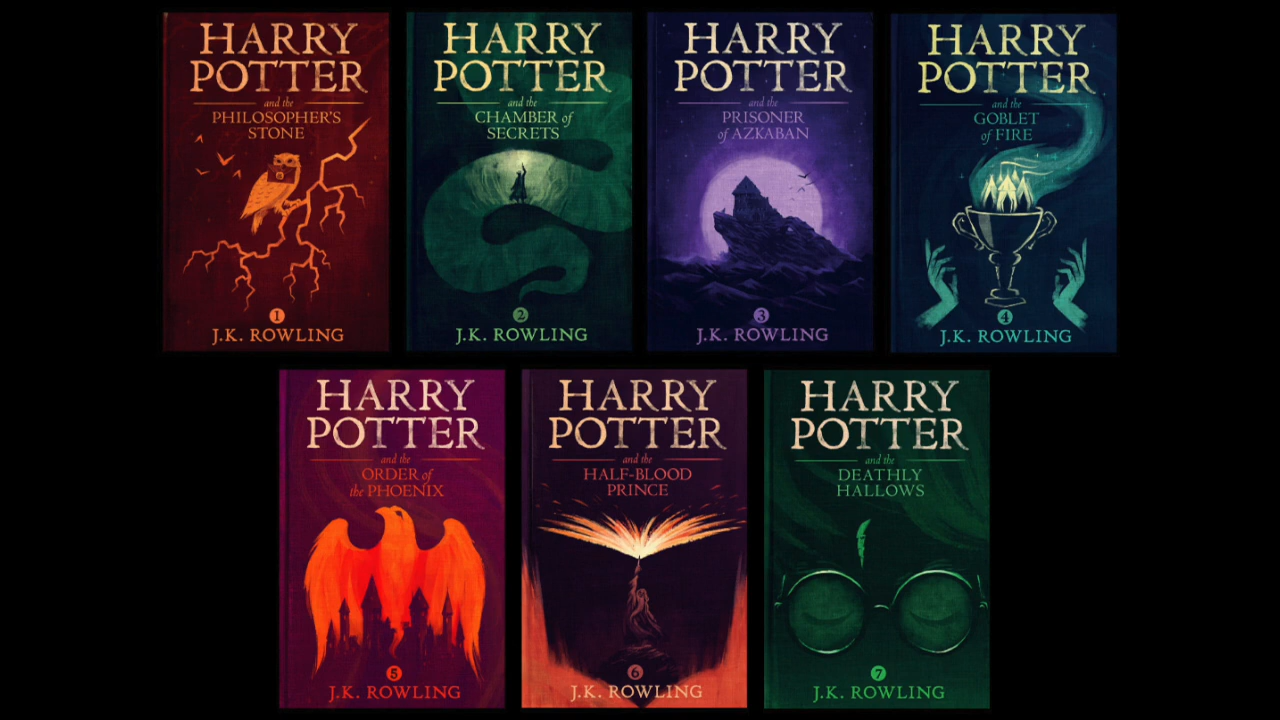 HARRY
POTTER
and the
PHILOSOPHER'S
STONE
1
J.K. ROWLING
HARRY
POTTER
and the
CHAMBER of
SECRETS
2
J.K. ROWLING
HARRY
POTTER
and the
PRISONER
of AZKABAN
3
J.K. ROWLING
HARRY
POTTER
and the
GOBLET
of FIRE
4
J.K. ROWLING
HARRY
POTTER
and the
ORDER of
the PHOENIX
5
J.K. ROWLING
HARRY
POTTER
and the
HALF-BLOOD
PRINCE
6
J.K. ROWLING
HARRY
POTTER
and the
DEATHLY
HALLOWS
7
J.K. ROWLING